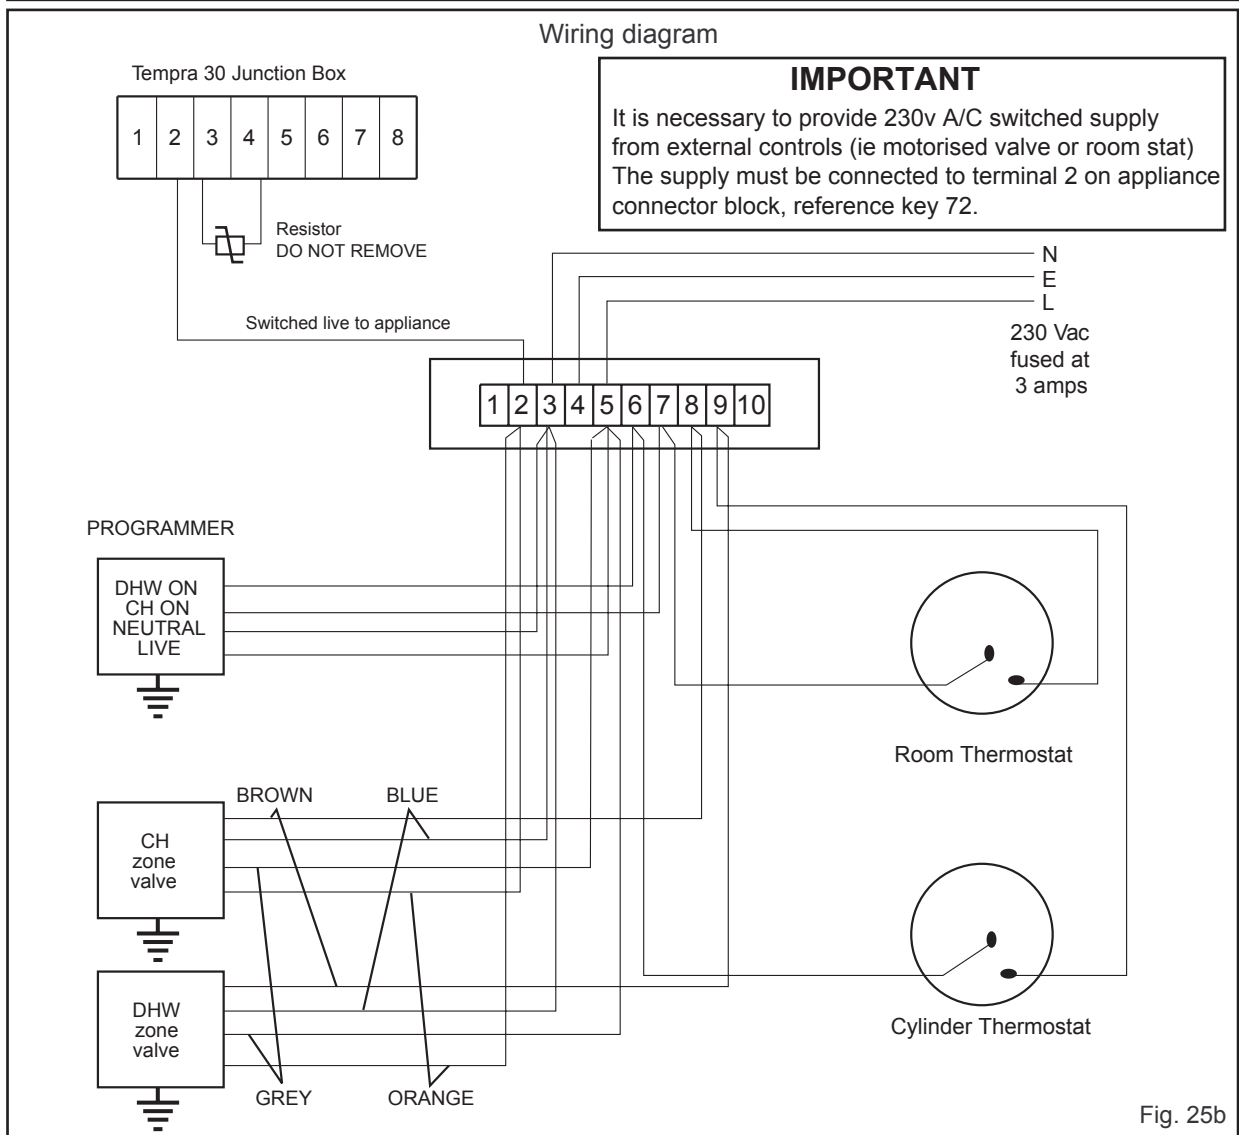 Wiring diagram
Tempra 30 Junction Box
1 2 3 4 5 6 7 8
IMPORTANT
It is necessary to provide 230v A/C switched supply
from external controls (ie motorised valve or room stat)
The supply must be connected to terminal 2 on appliance
connector block, reference key 72.
Resistor
DO NOT REMOVE
N
E
L
230 Vac
fused at
3 amps
Switched live to appliance
1 2 3 4 5 6 7 8 9 10
PROGRAMMER
DHW ON
CH ON
NEUTRAL
LIVE
Room Thermostat
BROWN
BLUE
CH
zone
valve
DHW
zone
valve
Cylinder Thermostat
GREY
ORANGE
Fig. 25b